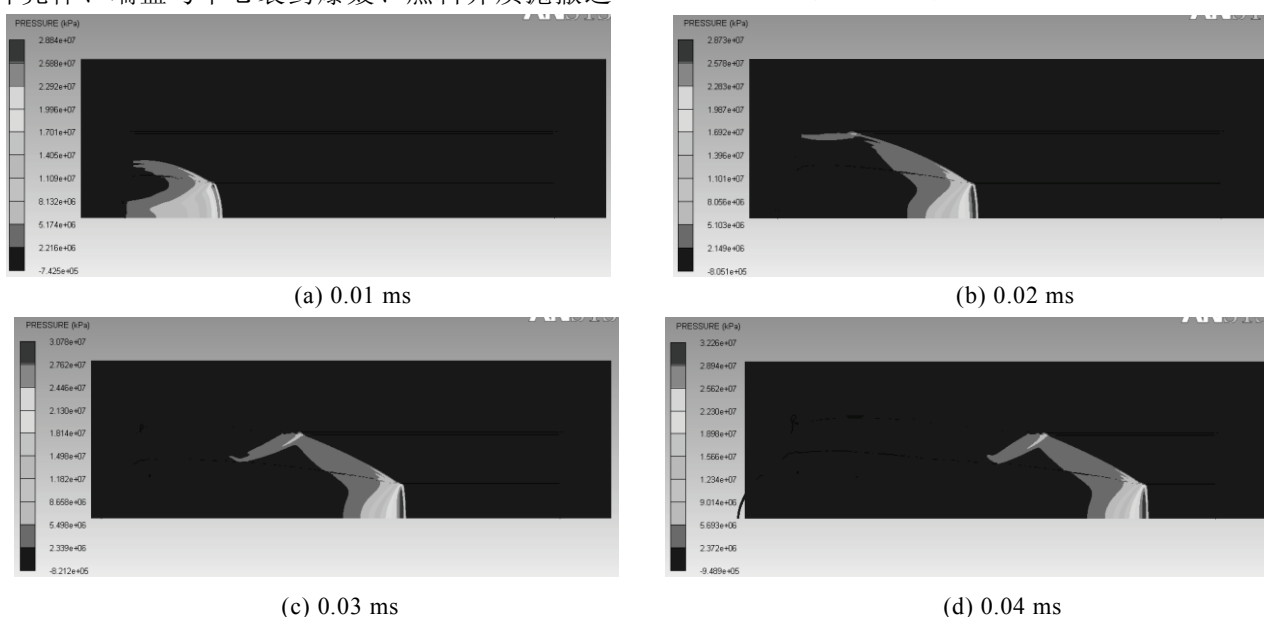 端盖与中心装药
PRESSURE (kPa)
2.884e+07
2.588e+07
2.292e+07
1.996e+07
1.701e+07
1.405e+07
1.109e+07
8.132e+06
5.174e+06
2.216e+06
-7.425e+05
(a) 0.01 ms
PRESSURE (kPa)
2.873e+07
2.578e+07
2.283e+07
1.987e+07
1.692e+07
1.396e+07
1.101e+07
8.056e+06
5.103e+06
2.149e+06
-8.051e+05
(b) 0.02 ms
PRESSURE (kPa)
3.078e+07
2.762e+07
2.446e+07
2.130e+07
1.814e+07
1.498e+07
1.182e+07
8.658e+06
5.498e+06
2.339e+06
-8.212e+05
(c) 0.03 ms
PRESSURE (kPa)
3.226e+07
2.894e+07
2.562e+07
2.230e+07
1.898e+07
1.566e+07
1.234e+07
9.014e+06
5.693e+06
2.372e+06
-9.489e+05
(d) 0.04 ms